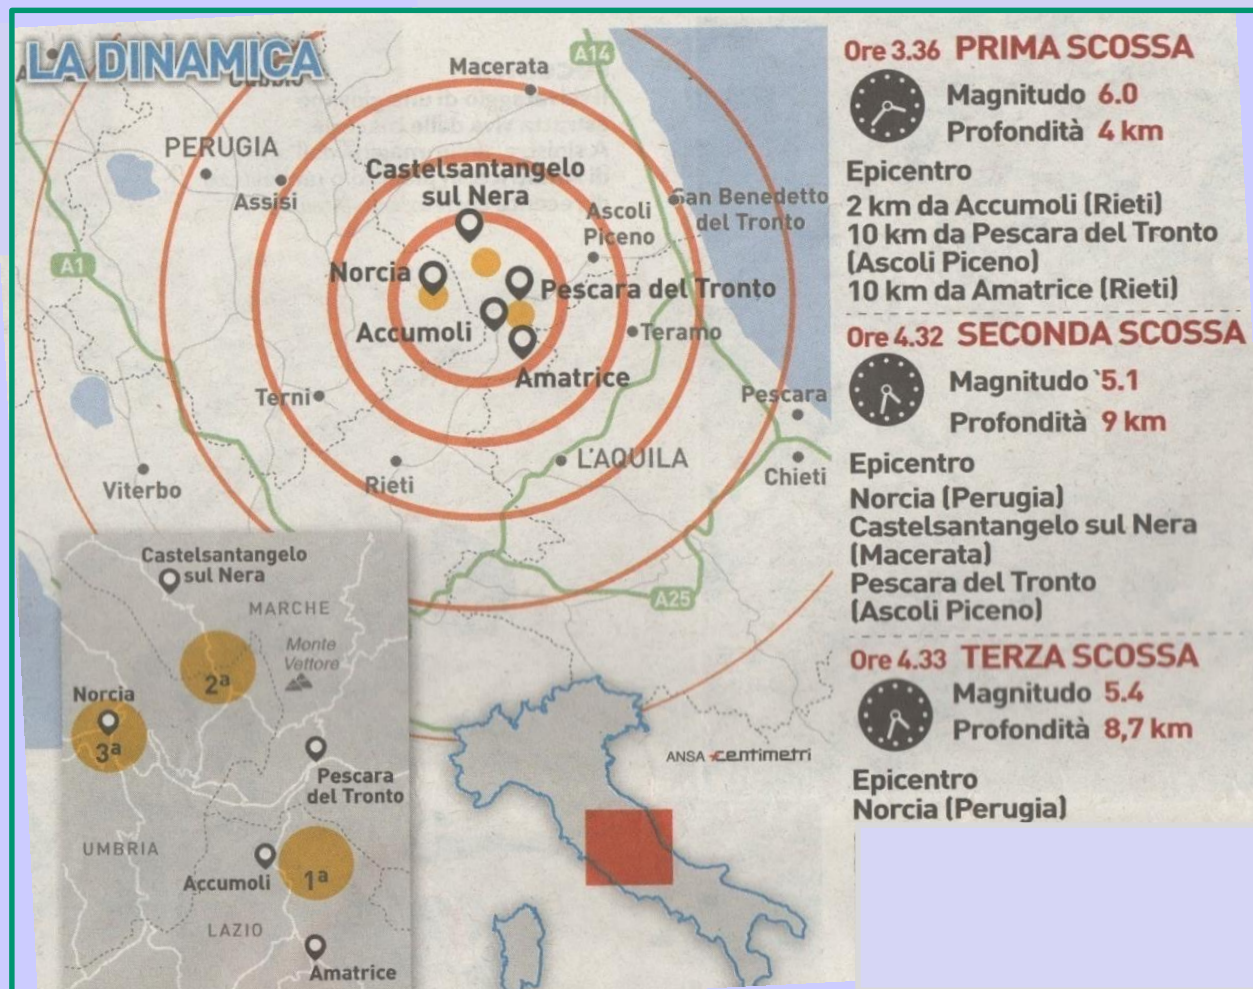 LA DINAMICA
Macerata
A14
PERUGIA
Assisi
Castelsantangelo
sul Nera
Ascoli
Piceno
San Benedetto
del Tronto
A1
Norcia
Pescara del Tronto
Accumoli
Teramo
Amatrice
Terni
Pescara
L'AQUILA
Chieti
Rieti
Viterbo
A25
Castelsantangelo
sul Nera
MARCHE
Monte
Vettore
2ª
Norcia
3ª
Pescara
del Tronto
UMBRIA
Accumoli
1ª
LAZIO
Amatrice
ANSA centimetri
Ore 3.36 PRIMA SCOSSA
Magnitudo 6.0
Profondità 4 km
Epicentro
2 km da Accumoli (Rieti)
10 km da Pescara del Tronto
(Ascoli Piceno)
10 km da Amatrice (Rieti)
Ore 4.32 SECONDA SCOSSA
Magnitudo 5.1
Profondità 9 km
Epicentro
Norcia (Perugia)
Castelsantangelo sul Nera
(Macerata)
Pescara del Tronto
(Ascoli Piceno)
Ore 4.33 TERZA SCOSSA
Magnitudo 5.4
Profondità 8,7 km
Epicentro
Norcia (Perugia)